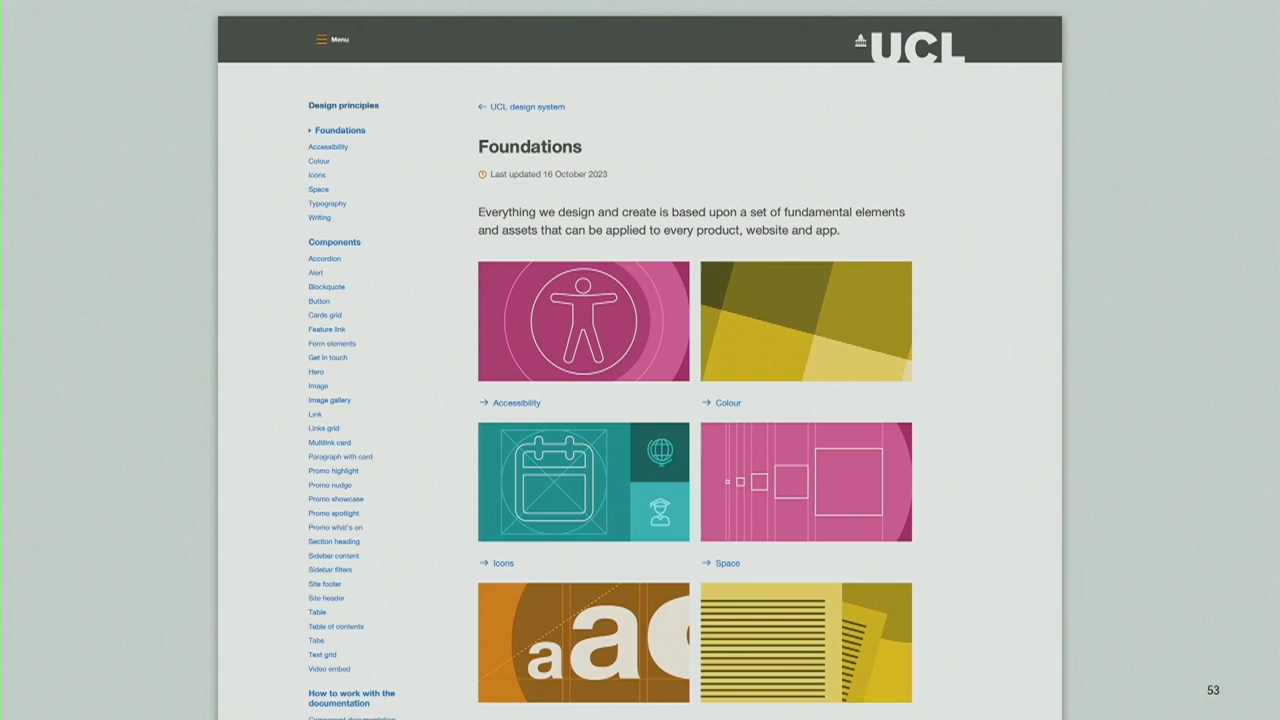 Menu
UCL
Design principles
Foundations
Accessibility
Colour
Icons
Space
Typography
Writing
Components
Accordion
Alert
Blockquote
Button
Cards grid
Feature link
Form elements
Get in touch
Hero
Image
Image gallery
Link
Links grid
Multilink card
Paragraph with card
Promo highlight
Promo nudge
Promo showcase
Promo spotlight
Promo what's on
Section heading
Sidebar content
Sidebar filters
Site footer
Site header
Table
Table of contents
Tabs
Text grid
Video embed
How to work with the
documentation
Component documentation
← UCL design system
Foundations
Last updated 16 October 2023
Everything we design and create is based upon a set of fundamental elements
and assets that can be applied to every product, website and app.
→ Accessibility
→ Colour
→ Icons
→ Space
aa
53